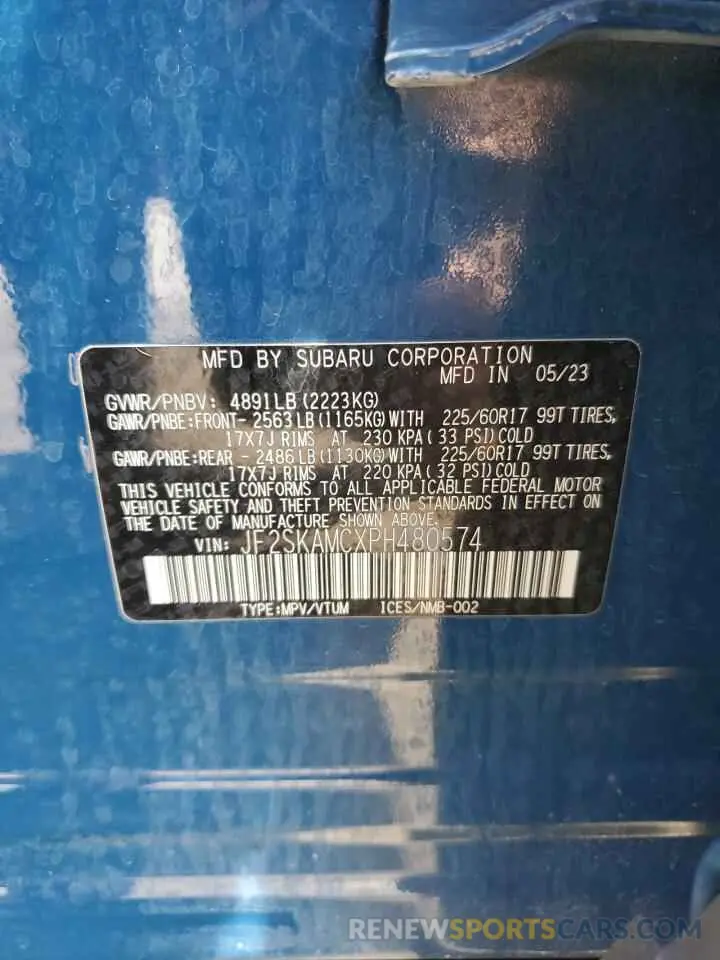 MFD BY SUBARU CORPORATION
MFD IN 05/23
GVWR/PNBV: 4891LB(2223KG)
GAWR/PNBE:FRONT- 2563LB(1165KG)WITH 225/60R17 99T TIRES,
17X7J RIMS AT 230 KPA(33 PSI)COLD
GAWR/PNBE:REAR - 2486LB(1130KG)WITH 225/60R17 99T TIRES,
17X7J RIMS AT 220 KPA(32 PSI)COLD
THIS VEHICLE CONFORMS TO ALL APPLICABLE FEDERAL MOTOR
VEHICLE SAFETY AND THEFT PREVENTION STANDARDS IN EFFECT ON
THE DATE OF MANUFACTURE SHOWN ABOVE.
VIN: JF2SKAMCXPH480574
TYPE:MPV/VTUM ICES/NMB-002
RENEWSPORTSCARS.COM